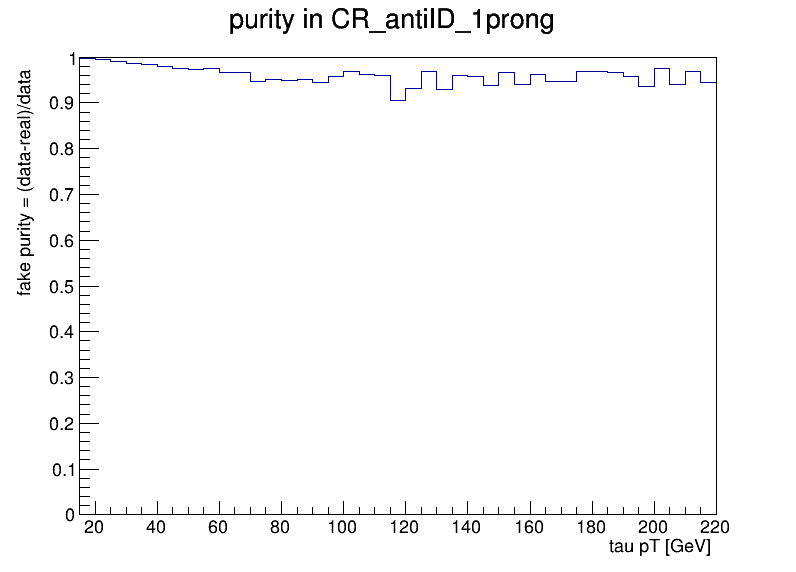 purity in CR_antiID_1prong
fake purity = (data-real)/data
1
0.9
0.8
0.7
0.6
0.5
0.4
0.3
0.2
0.1
0
20 40 60 80 100 120 140 160 180 200 220
tau pT [GeV]